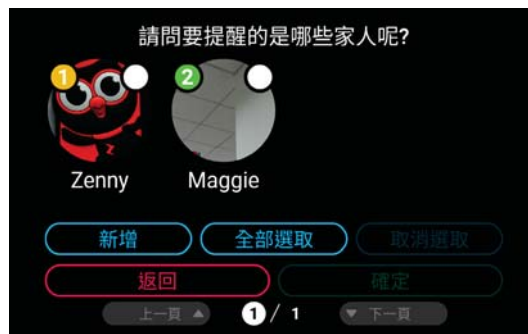 請問要提醒的是哪些家人呢?
1 2
Zenny Maggie
新增 全部選取 取消選取
返回 確定
上一頁 ▲ 1 / 1 ▼ 下一頁